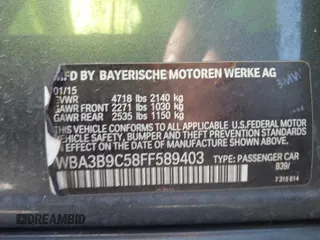 MFD BY BAYERISCHE MOTOREN WERKE AG
01/15
GVWR 4718 lbs 2140 kg
GAWR FRONT 2271 lbs 1030 kg
GAWR REAR 2535 lbs 1150 kg
THIS VEHICLE CONFORMS TO ALL APPLICABLE U.S. FEDERAL MOTOR
VEHICLE SAFETY, BUMPER, AND THEFT PREVENTION STANDARDS IN
EFFECT ON THE DATE OF MANUFACTURE SHOWN ABOVE.
WBA3B9C58FF589403 TYPE: PASSENGER CAR
B39/
7 315 814
DREAMBID